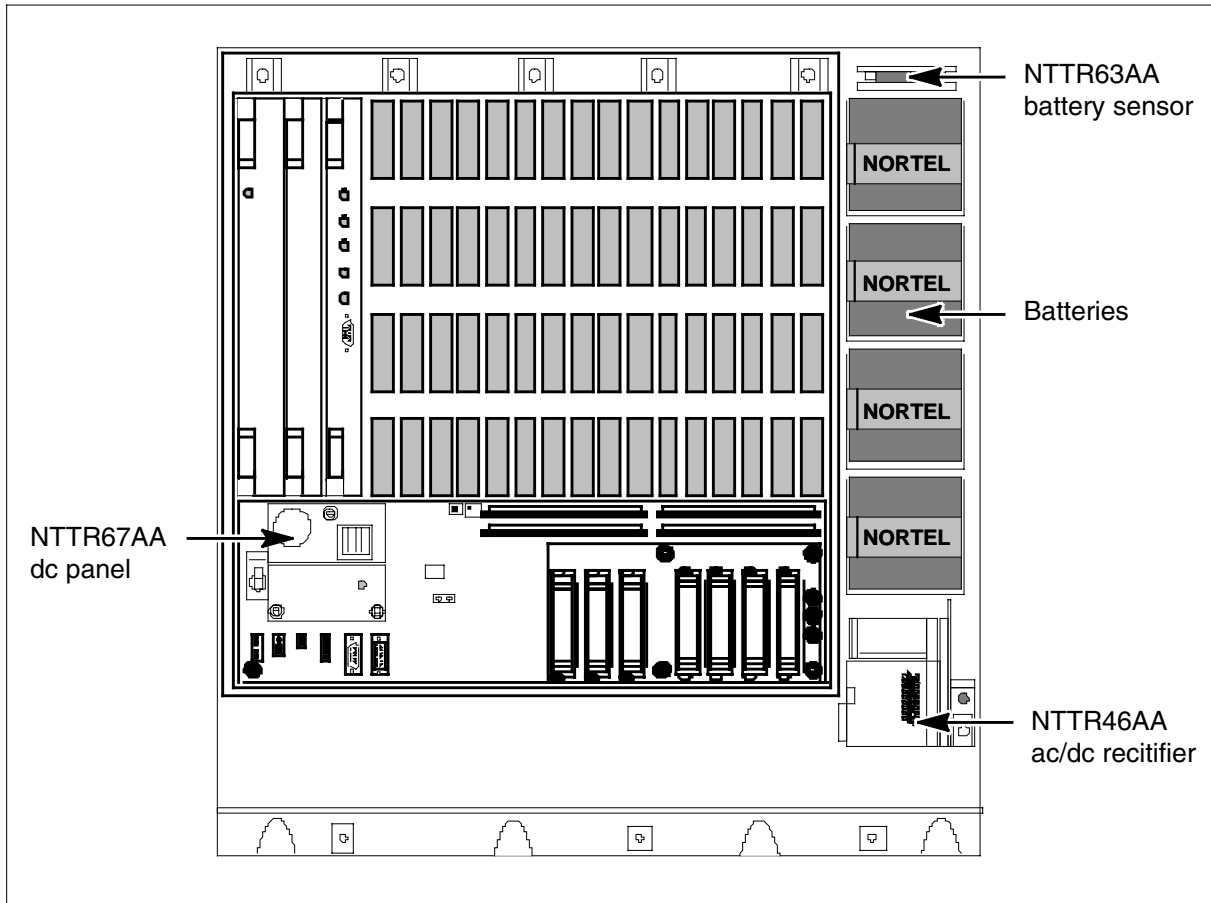 NTTR63AA
battery sensor
NORTEL
NORTEL
Batteries
NORTEL
NORTEL
NTTR67AA
dc panel
NTTR46AA
ac/dc recitifier